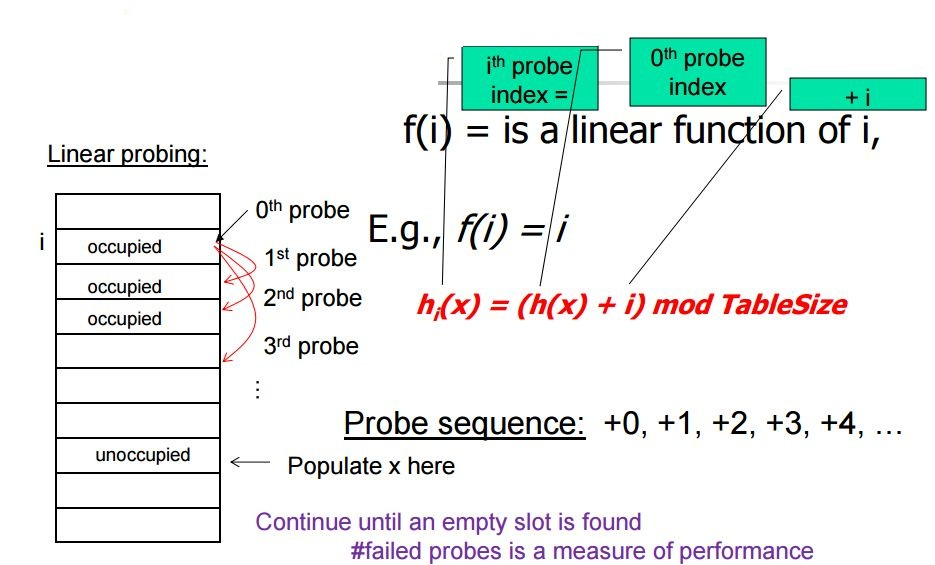 ith probe
index =
0th probe
index
+ i
f(i) = is a linear function of i,
Linear probing:
0th probe
E.g., f(i) = i
i
occupied
1st probe
occupied
2nd probe
hi(x) = (h(x) + i) mod TableSize
occupied
3rd probe
⋮
Probe sequence: +0, +1, +2, +3, +4, …
unoccupied
Populate x here
Continue until an empty slot is found
#failed probes is a measure of performance